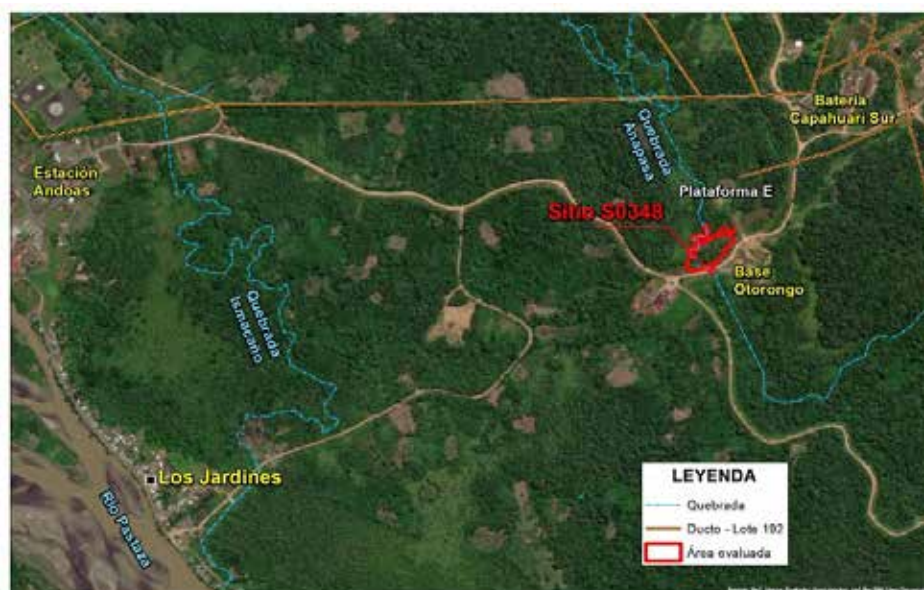 Estación
Andoas
Quebrada
Ismacaño
Los Jardines
Río Pastaza
Quebrada
Anapasa
Plataforma E
Batería
Capahuari Sur
Sitio S0348
Base
Otorongo
LEYENDA
Quebrada
Ducto - Lote 192
Área evaluada